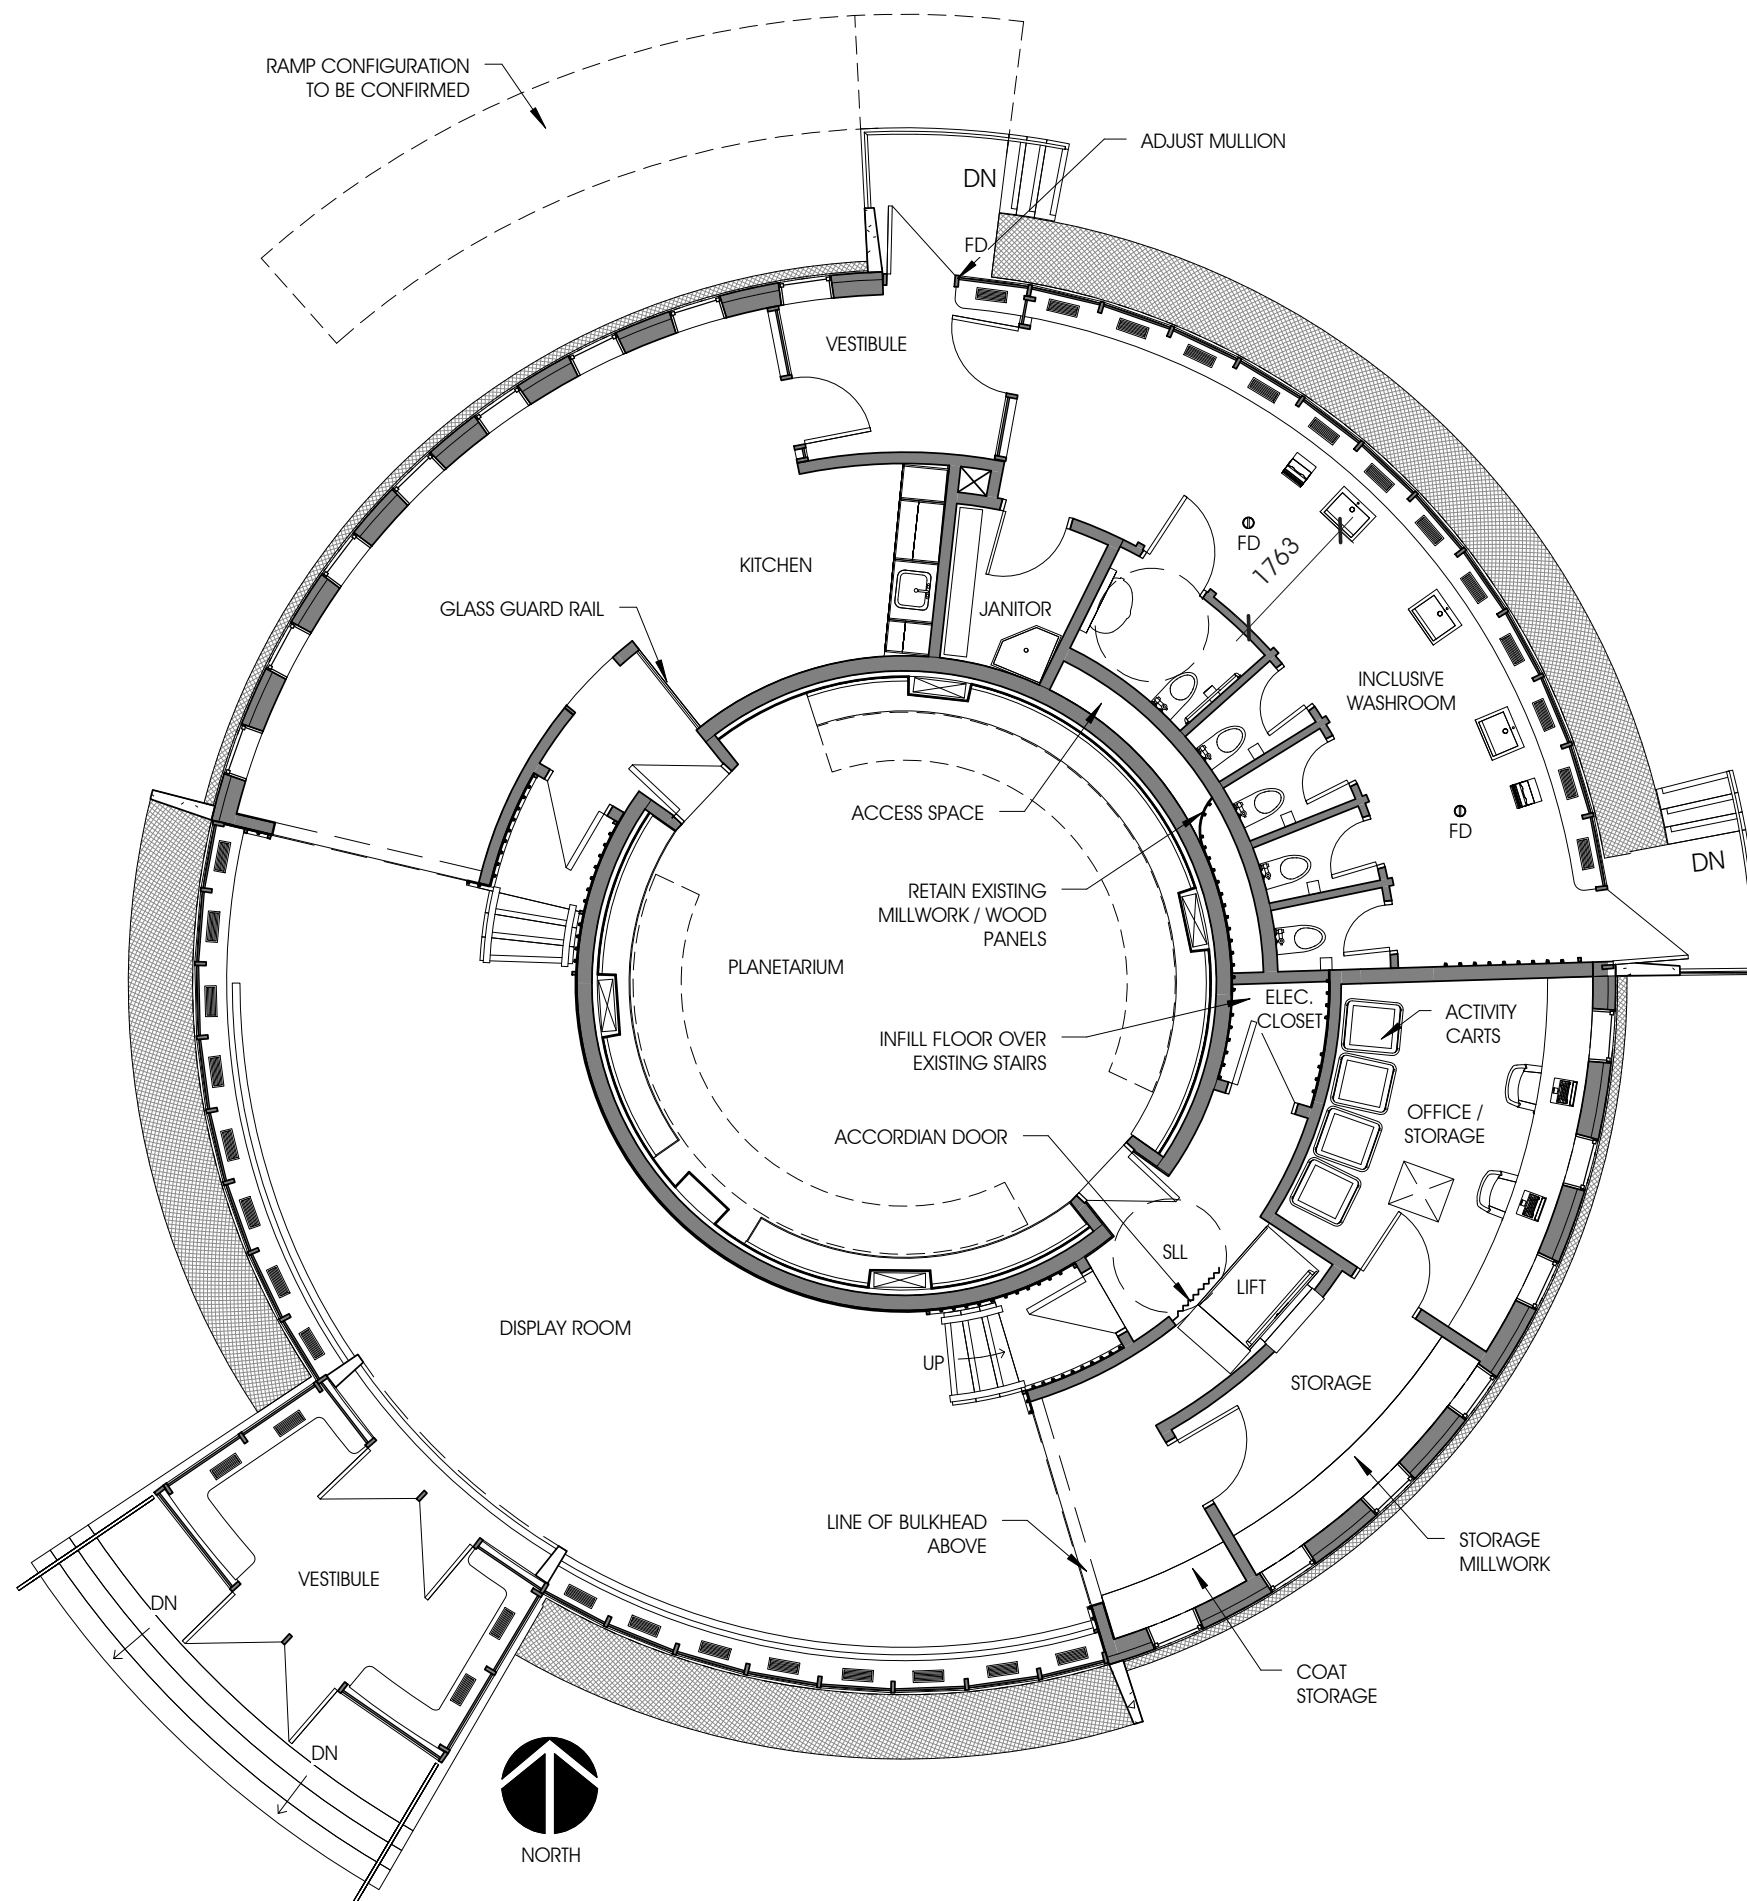 RAMP CONFIGURATION
TO BE CONFIRMED
ADJUST MULLION
DN
FD
VESTIBULE
KITCHEN
FD
1763
GLASS GUARD RAIL
JANITOR
INCLUSIVE
WASHROOM
ACCESS SPACE
FD
DN
RETAIN EXISTING
MILLWORK / WOOD
PANELS
PLANETARIUM
ELEC.
CLOSET
ACTIVITY
CARTS
INFILL FLOOR OVER
EXISTING STAIRS
OFFICE /
STORAGE
ACCORDIAN DOOR
SLL
LIFT
DISPLAY ROOM
UP
STORAGE
LINE OF BULKHEAD
ABOVE
STORAGE
MILLWORK
VESTIBULE
DN
COAT
STORAGE
DN
NORTH